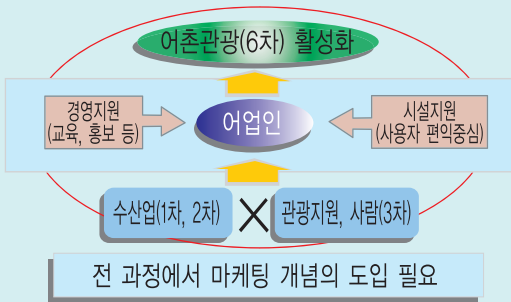 어촌관광(6차) 활성화
경영지원
(교육, 홍보 등)
어업인
시설지원
(사용자 편익중심)
수산업(1차, 2차)
관광지원, 사람(3차)
전 과정에서 마케팅 개념의 도입 필요